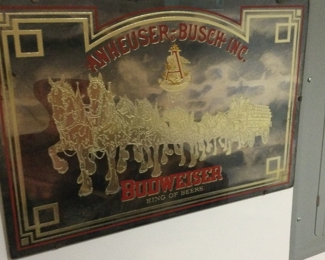 ANHEUSER-BUSCH INC.
A
BUDWEISER
KING OF BEERS